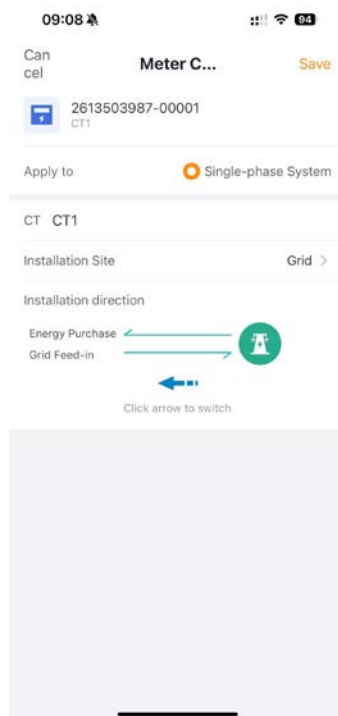 09:08
94
Can
cel
Meter C...
Save
2613503987-00001
CT1
Apply to
Single-phase System
CT CT1
Installation Site
Grid
Installation direction
Energy Purchase
Grid Feed-in
Click arrow to switch